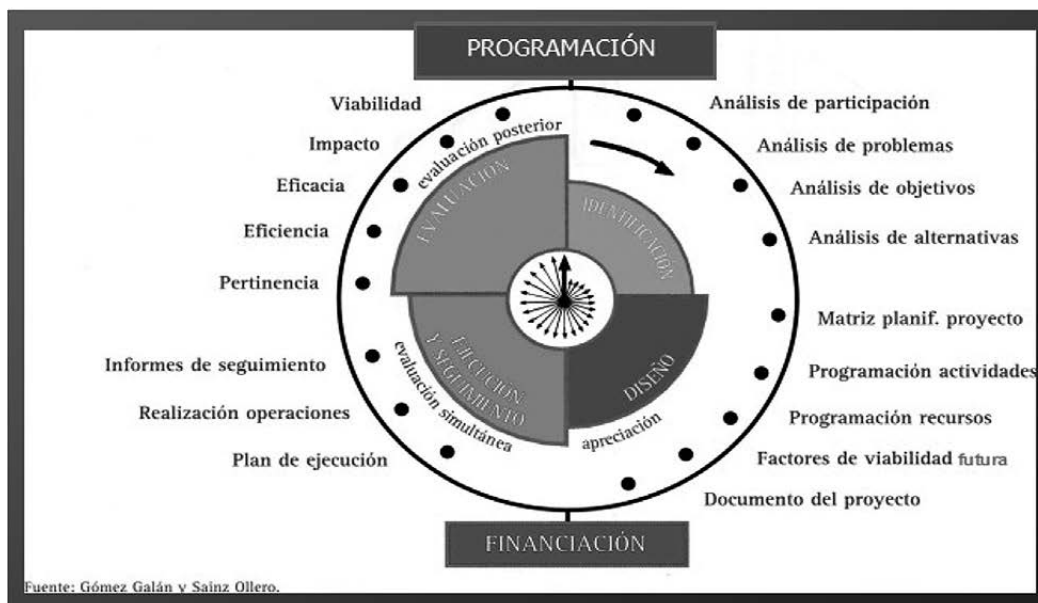 PROGRAMACIÓN
Análisis de participación
Análisis de problemas
Análisis de objetivos
Análisis de alternativas
Matriz planif. proyecto
Programación actividades
Programación recursos
Factores de viabilidad futura
Documento del proyecto
FINANCIACIÓN
Plan de ejecución
Realización operaciones
Informes de seguimiento
Pertinencia
Eficiencia
Eficacia
Impacto
Viabilidad
evaluación posterior
EVALUACIÓN
IDENTIFICACIÓN
DISEÑO
apreciación
EJECUCIÓN
Y SEGUIMIENTO
evaluación simultánea
Fuente: Gómez Galán y Sainz Ollero.